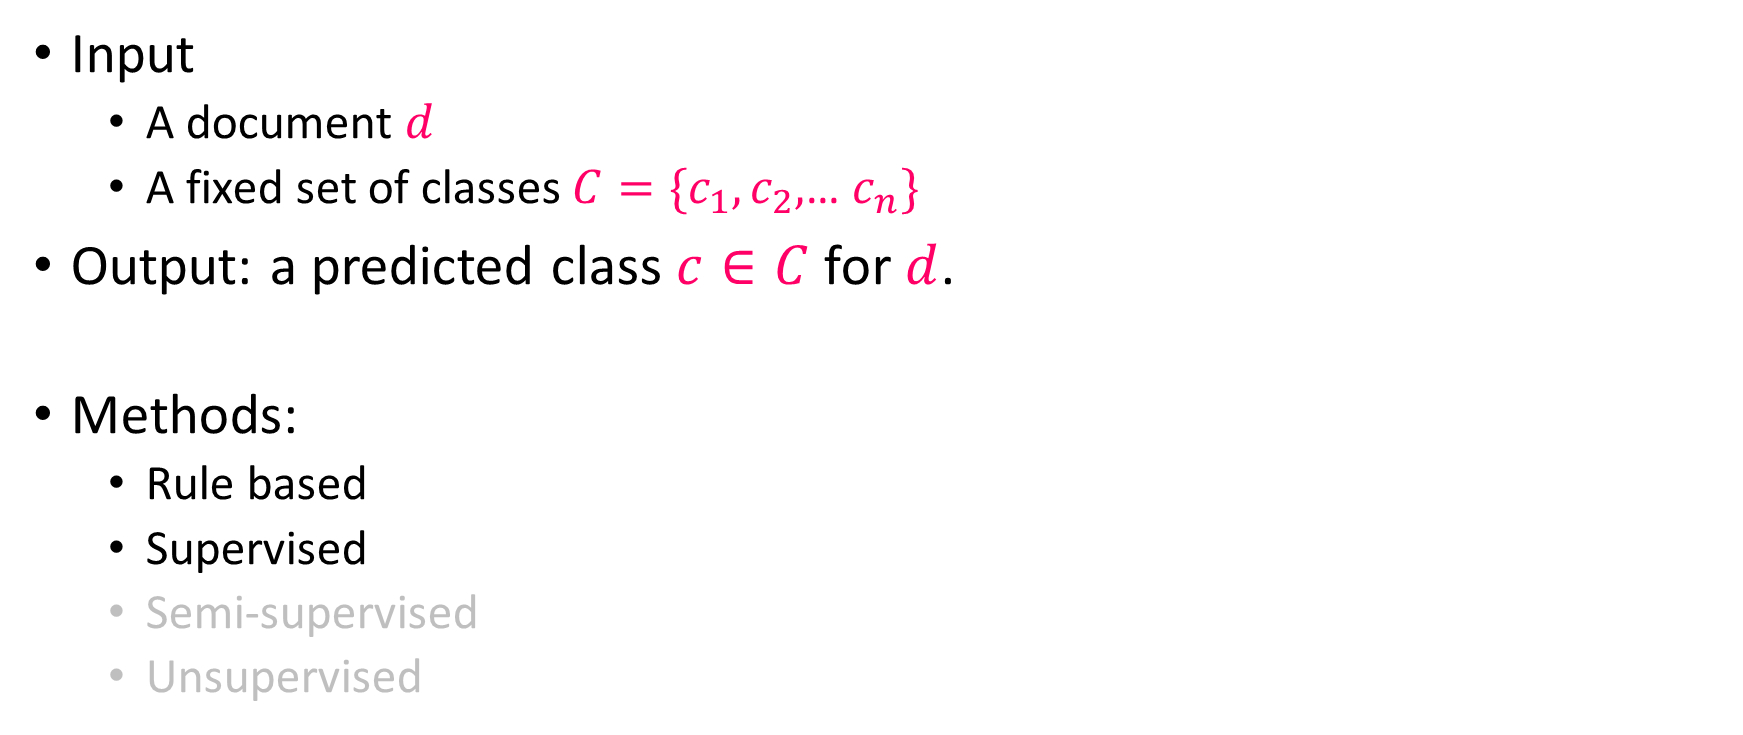 • Input
• A document d
• A fixed set of classes C = {c₁, c₂,… cₙ}
• Output: a predicted class c ∈ C for d.
• Methods:
• Rule based
• Supervised
• Semi-supervised
• Unsupervised